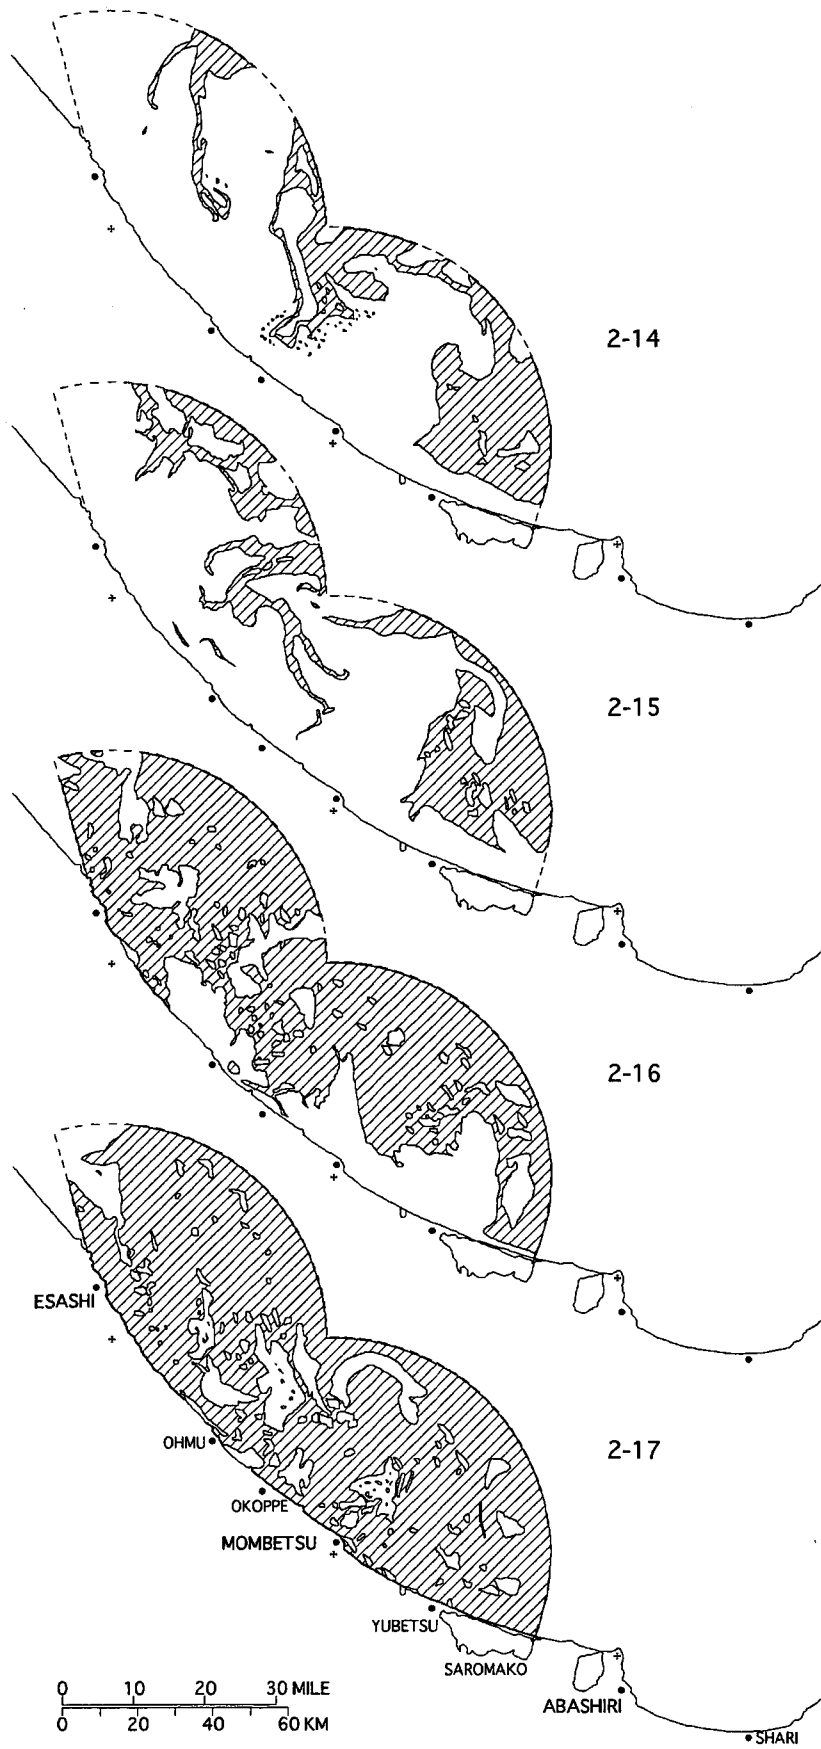 2-14
2-15
2-16
ESASHI
OHMU
2-17
OKOPPE
MOMBETSU
YUBETSU
SAROMAKO
0 10 20 30 MILE
ABASHIRI
0 20 40 60 KM
SHARI